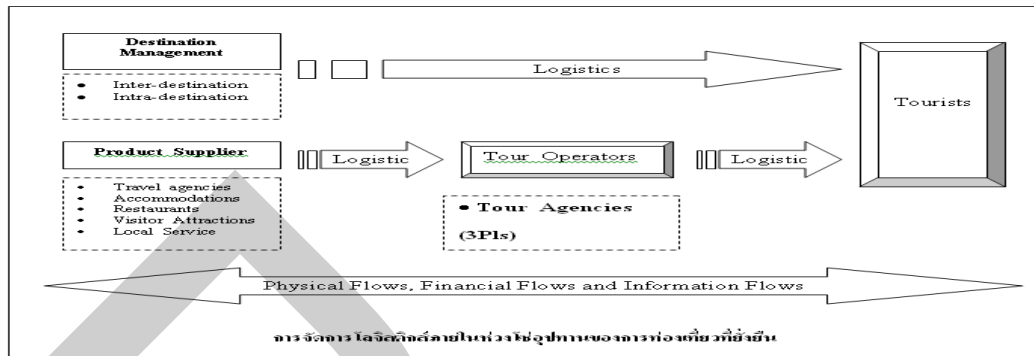 Destination
Management
• Inter-destination
• Intra-destination
Logistics
Tourists
Product Supplier
• Travel agencies
• Accommodations
• Restaurants
• Visitor Attractions
• Local Service
Logistic
Tour Operators
Logistic
• Tour Agencies
(3Pls)
Physical Flows, Financial Flows and Information Flows
การจัดการโลจิสติกส์ภายในห่วงโซ่อุปทานของการท่องเที่ยวที่ยั่งยืน